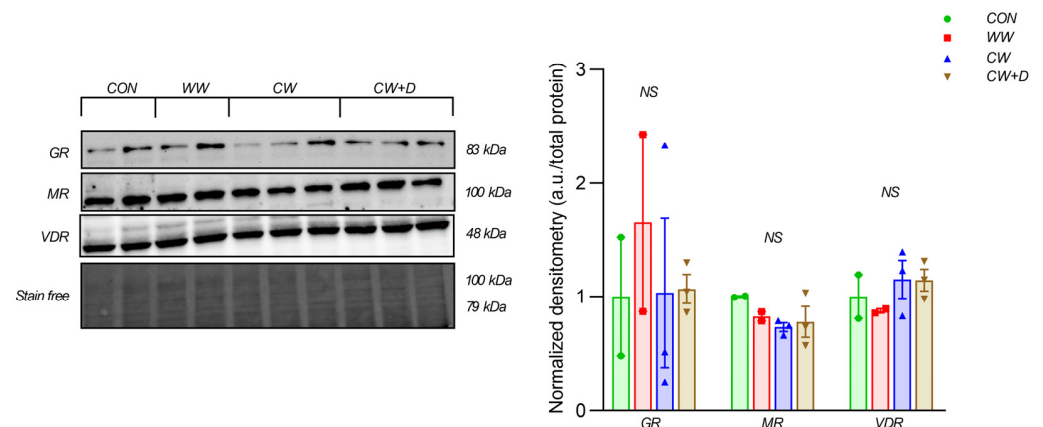 CON WW CW CW+D
GR 83 kDa
MR 100 kDa
VDR 48 kDa
Stain free 100 kDa
79 kDa
CON
WW
CW
CW+D
Normalized densitometry (a.u./total protein)
3
2
1
0
NS
NS
NS
GR MR VDR